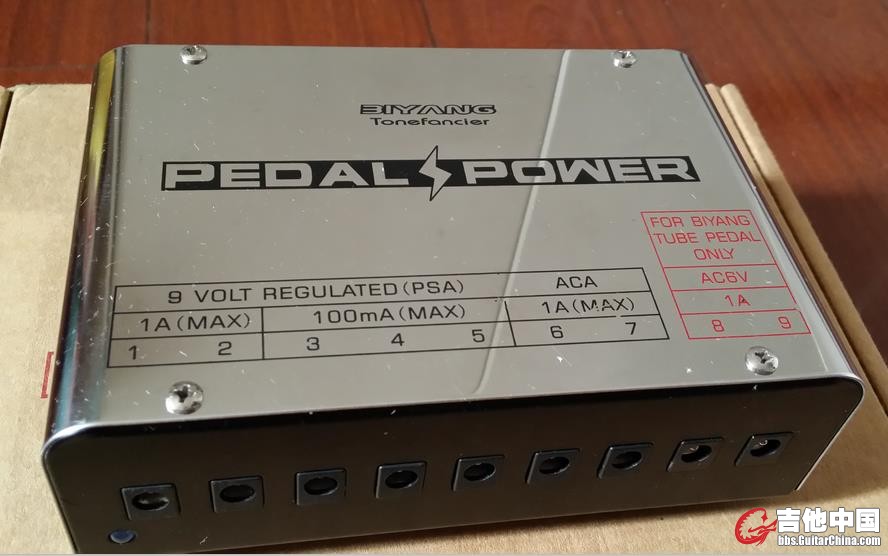 BIYANG
Tonefancier
PEDAL POWER
9 VOLT REGULATED (PSA) ACA
1A (MAX) 100mA (MAX) 1A (MAX)
1 2 3 4 5 6 7
FOR BIYANG
TUBE PEDAL
ONLY
AC6V
1A
8 9
吉他中国
bbs.GuitarChina.com